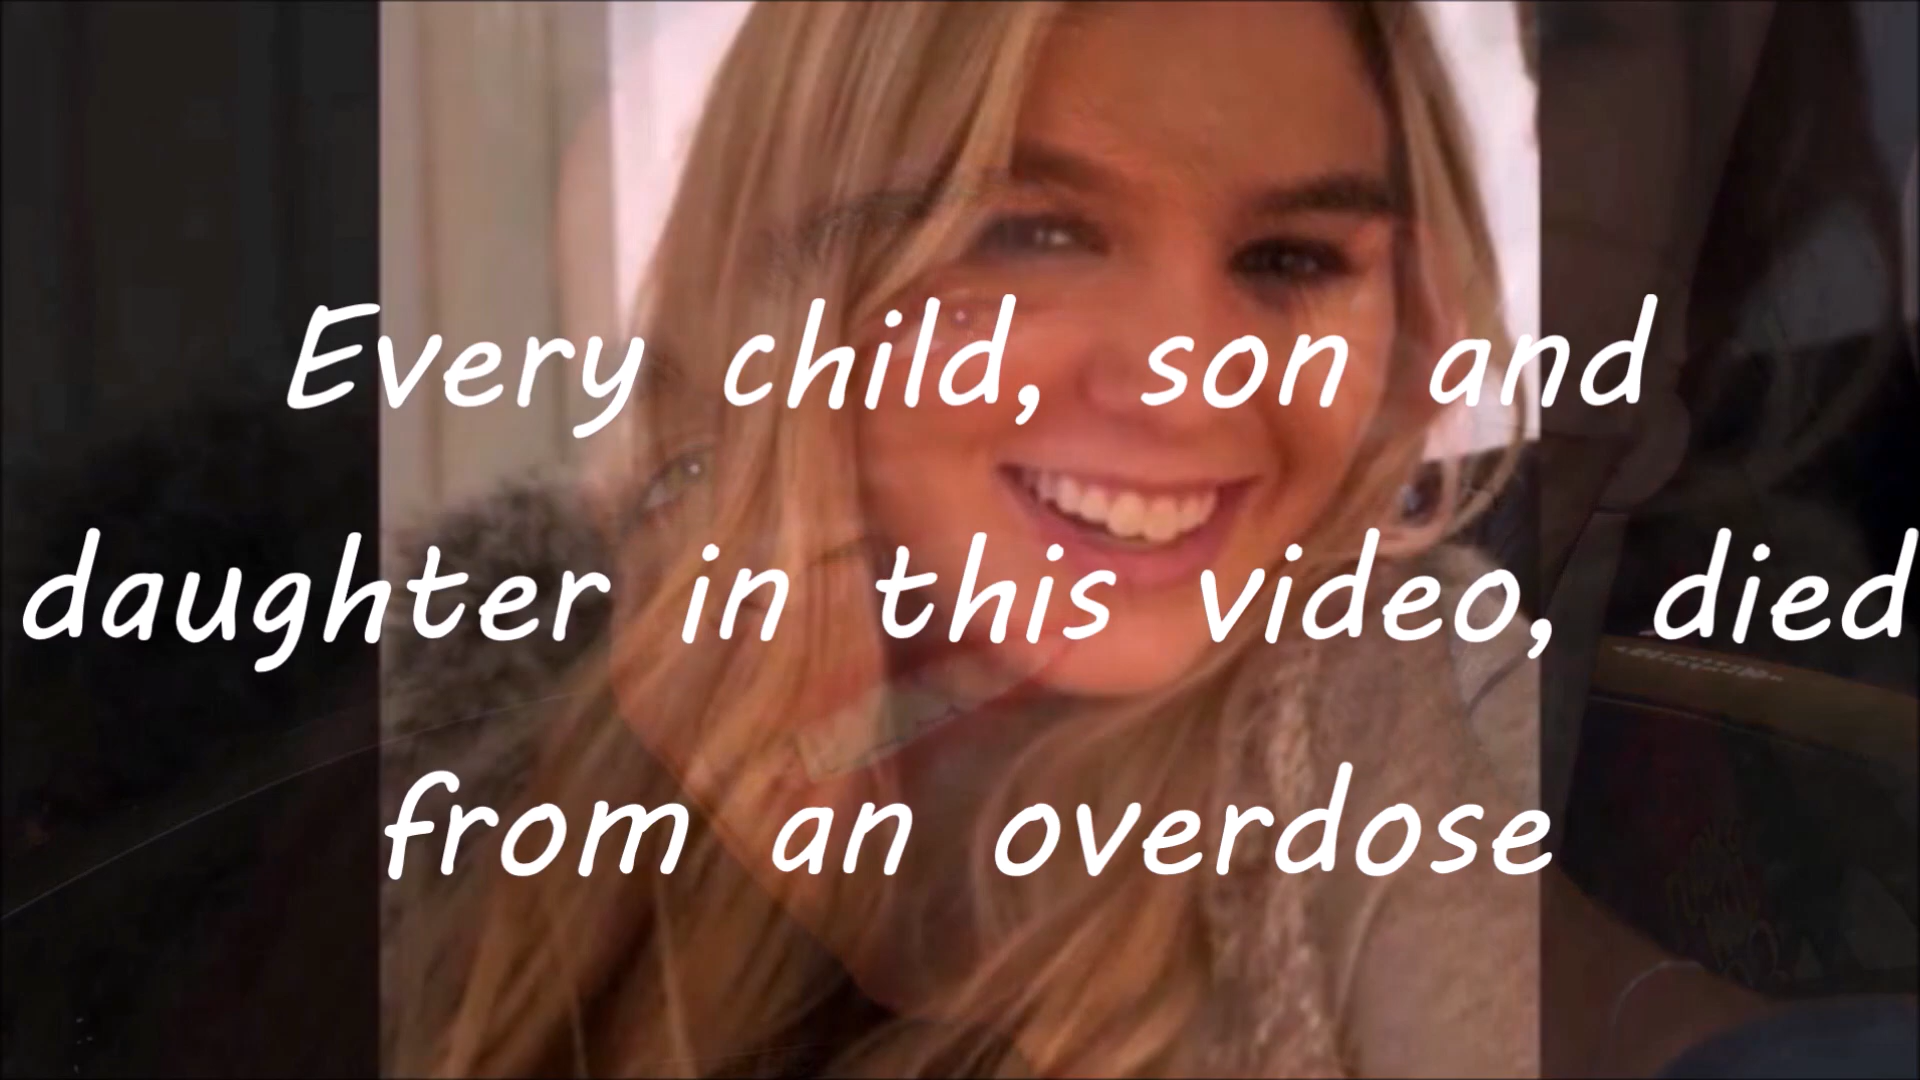 Every child, son and
daughter in this video, died
from an overdose